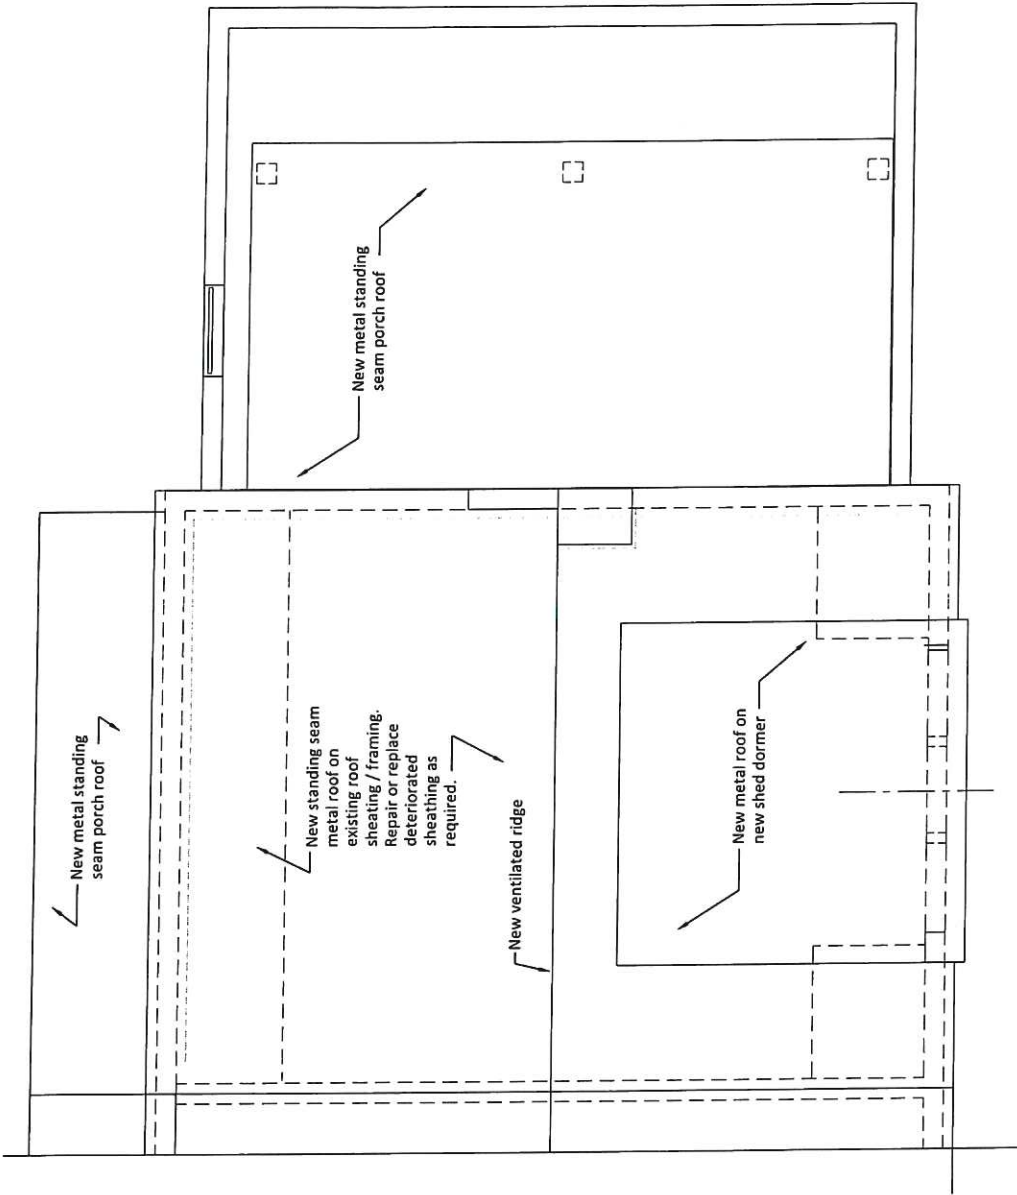 New metal standing
seam porch roof
New standing seam
metal roof on
existing roof
sheating / framing.
Repair or replace
deteriorated
sheathing as
required.
New metal standing
seam porch roof
New ventilated ridge
New metal roof on
new shed dormer